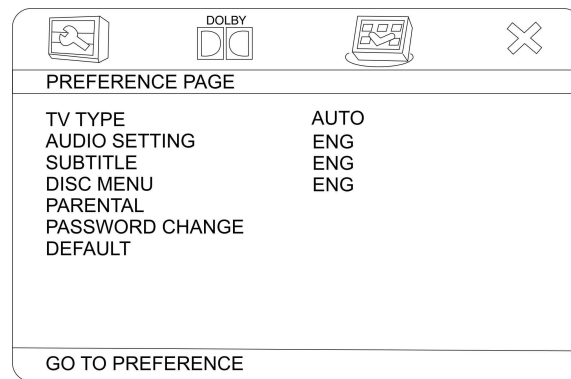 DOLBY
PREFERENCE PAGE
TV TYPE AUTO
AUDIO SETTING ENG
SUBTITLE ENG
DISC MENU ENG
PARENTAL
PASSWORD CHANGE
DEFAULT
GO TO PREFERENCE